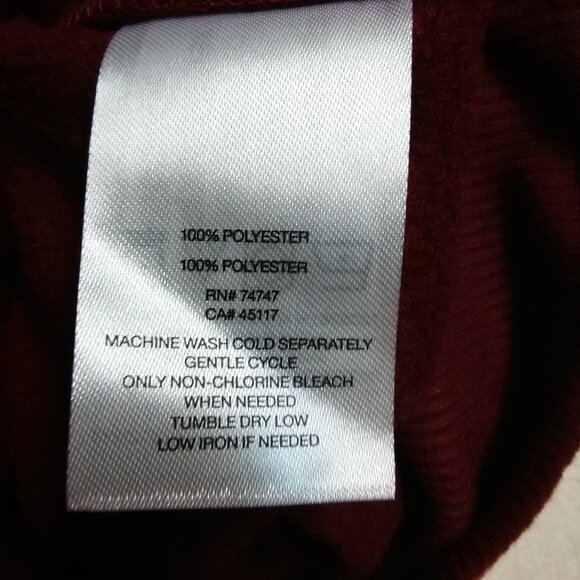 100% POLYESTER
100% POLYESTER
RN# 74747
CA# 45117
MACHINE WASH COLD SEPARATELY
GENTLE CYCLE
ONLY NON-CHLORINE BLEACH
WHEN NEEDED
TUMBLE DRY LOW
LOW IRON IF NEEDED